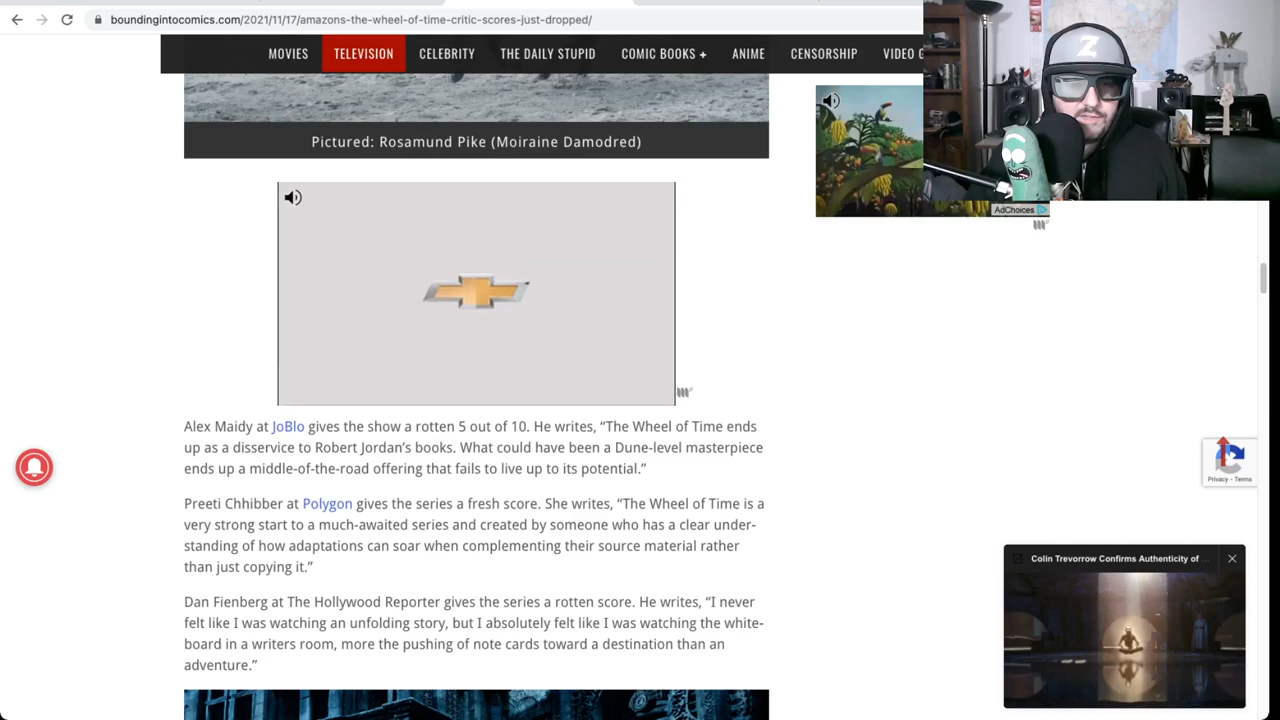 boundingintocomics.com/2021/11/17/amazons-the-wheel-of-time-critic-scores-just-dropped/
MOVIES TELEVISION CELEBRITY THE DAILY STUPID COMIC BOOKS + ANIME CENSORSHIP VIDEO G
Z
Pictured: Rosamund Pike (Moiraine Damodred)
AdChoices
Alex Maidy at JoBlo gives the show a rotten 5 out of 10. He writes, “The Wheel of Time ends
up as a disservice to Robert Jordan’s books. What could have been a Dune-level masterpiece
ends up a middle-of-the-road offering that fails to live up to its potential.”
Privacy - Terms
Preeti Chhibber at Polygon gives the series a fresh score. She writes, “The Wheel of Time is a
very strong start to a much-awaited series and created by someone who has a clear under-
standing of how adaptations can soar when complementing their source material rather
than just copying it.”
Colin Trevorrow Confirms Authenticity of ...
Dan Fienberg at The Hollywood Reporter gives the series a rotten score. He writes, “I never
felt like I was watching an unfolding story, but I absolutely felt like I was watching the white-
board in a writers room, more the pushing of note cards toward a destination than an
adventure.”